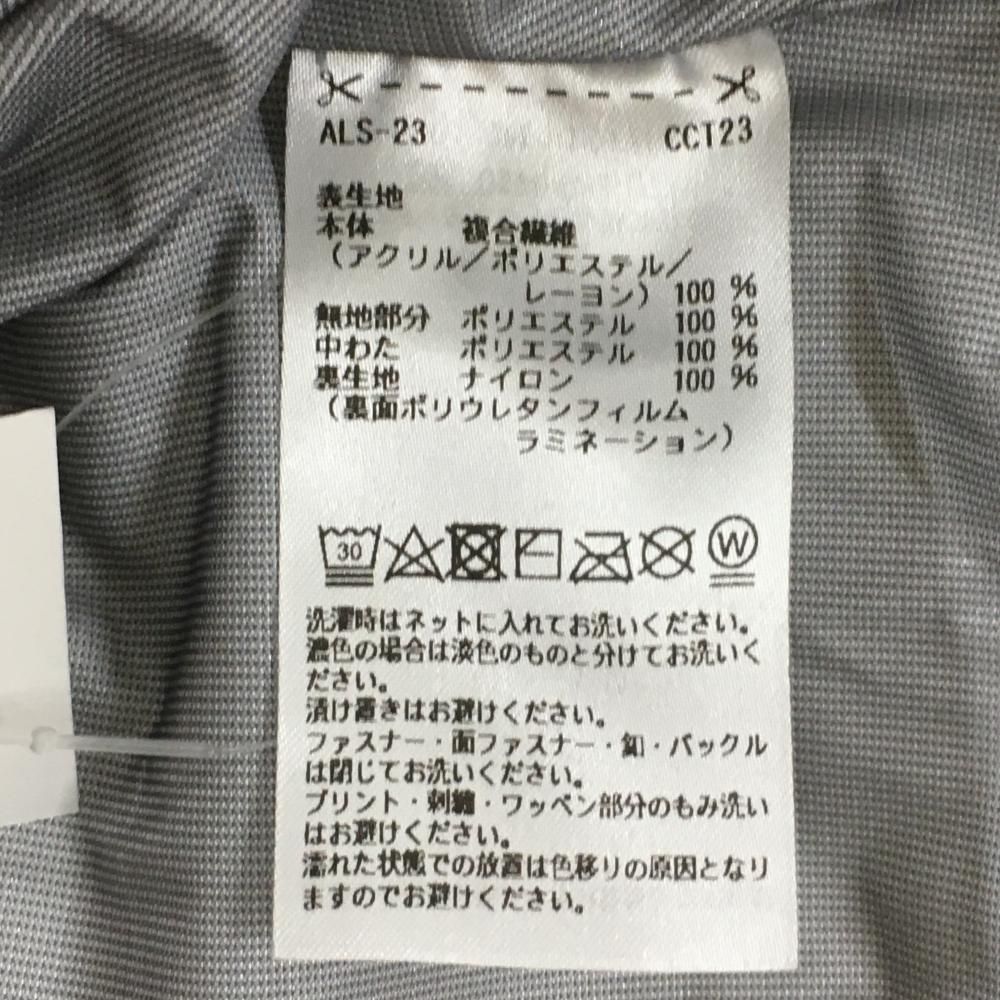 ALS-23 CCT23
表生地
本体 複合繊維
(アクリル/ポリエステル/
レーヨン) 100 %
無地部分 ポリエステル 100 %
中わた ポリエステル 100 %
裏生地 ナイロン 100 %
(裏面ポリウレタンフィルム
ラミネーション)
30 W
洗濯時はネットに入れてお洗いください。
濃色の場合は淡色のものと分けてお洗いく
ださい。
漬け置きはお避けください。
ファスナー・面ファスナー・釦・バックル
は閉じてお洗いください。
プリント・刺繍・ワッペン部分のもみ洗い
はお避けください。
濡れた状態での放置は色移りの原因となり
ますのでお避けください。